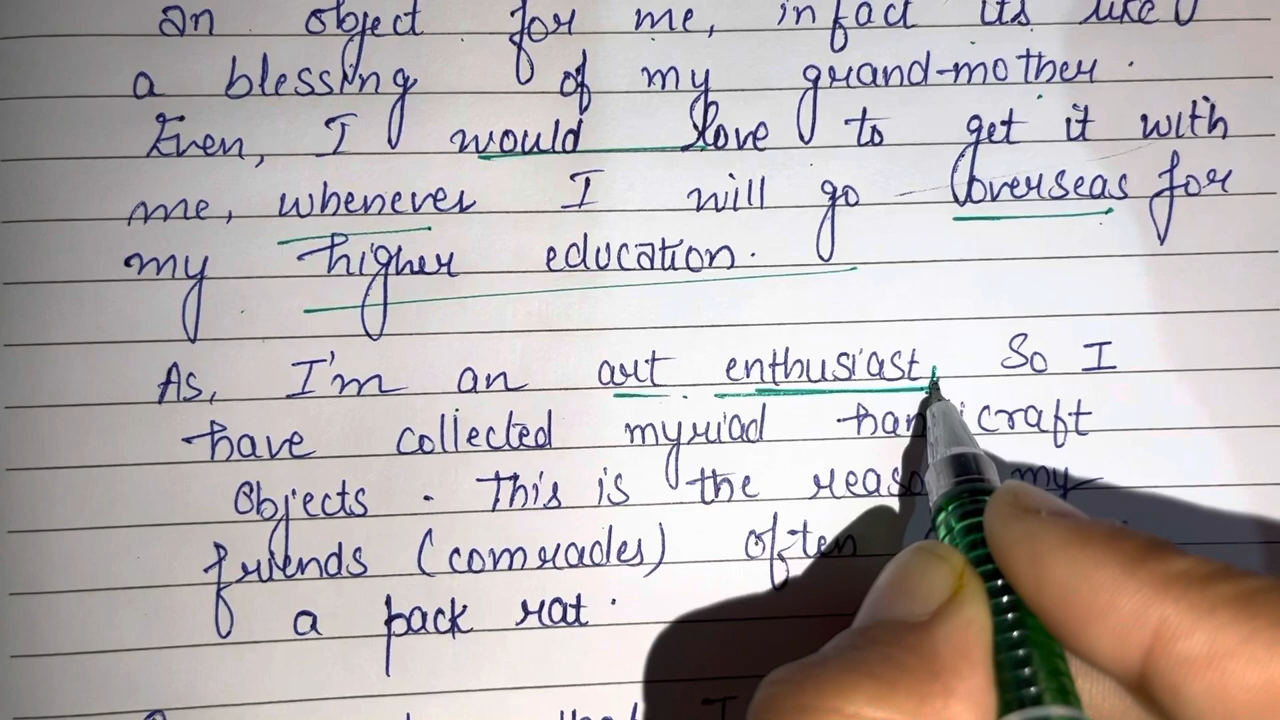 an object for me, infact its like
a blessing of my grand-mother.
Even, I would love to get it with
me, whenever I will go overseas for
my higher education.
As, I'm an art enthusiast, So I
have collected myriad craft
Objects. This is the my
friends (comrades) often
a pack rat.